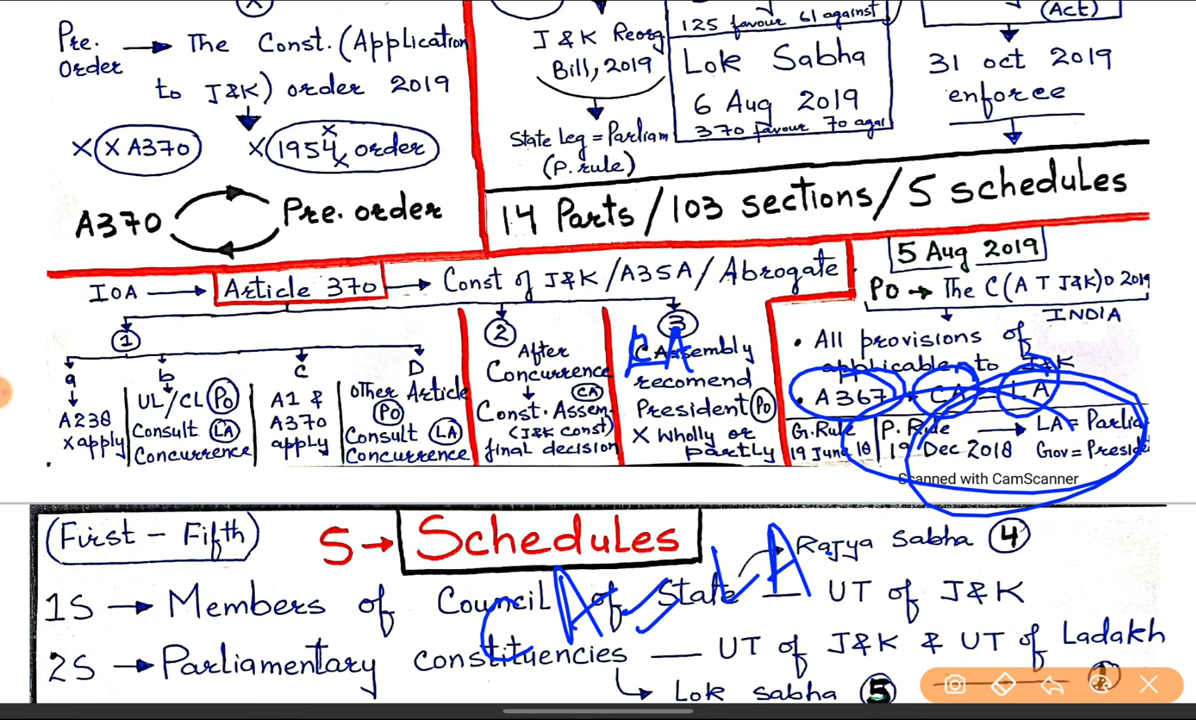 Pre. Order → The Const. (Application
to J&K) order 2019
X (X A370) X (1954 order)
A370 Pre. order
J & K Reorg
Bill, 2019
State Leg = Parliam
(P. rule)
125 favour 61 against
Lok Sabha
6 Aug 2019
370 favour 70 agai
(Act)
31 oct 2019
enforce
14 Parts / 103 sections / 5 schedules
IOA → Article 370 → Const of J&K / A35A / Abrogate
1
a
A238
x apply
b
UL/CL (PO)
Consult (LA)
Concurrence
C
A1 &
A370
apply
D
Other Article
(PO)
Consult (LA)
Concurrence
2
After
Concurrence
(CA)
Const. Assem
(J&K Const)
final decision
3
CA
C Assembly
recomend
President (PO)
X wholly or
partly
5 Aug 2019
PO → The C(A T J&K)O 2019
INDIA
• All provisions of
applicable to J&K
• A367 CA – LA
G. Rule
19 June 18
P. Rule
19 Dec 2018
→ LA = Parlia
Gov = Preside
Scanned with CamScanner
(First – Fifth) 5 → Schedules
Rajya Sabha 4
1S → Members of Council of State — UT of J&K
CA LA
2S → Parliamentary constituencies — UT of J&K & UT of Ladakh
Lok sabha 5